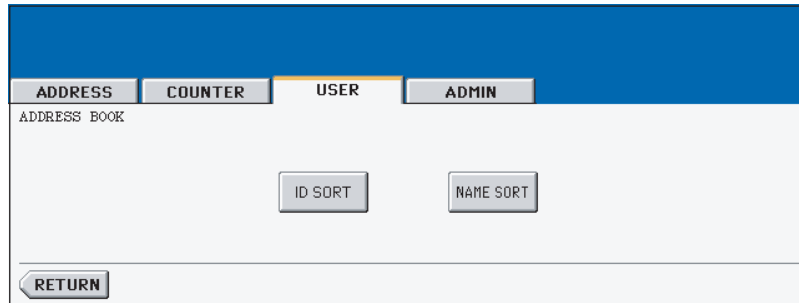 ADDRESS COUNTER USER ADMIN
ADDRESS BOOK
ID SORT NAME SORT
RETURN